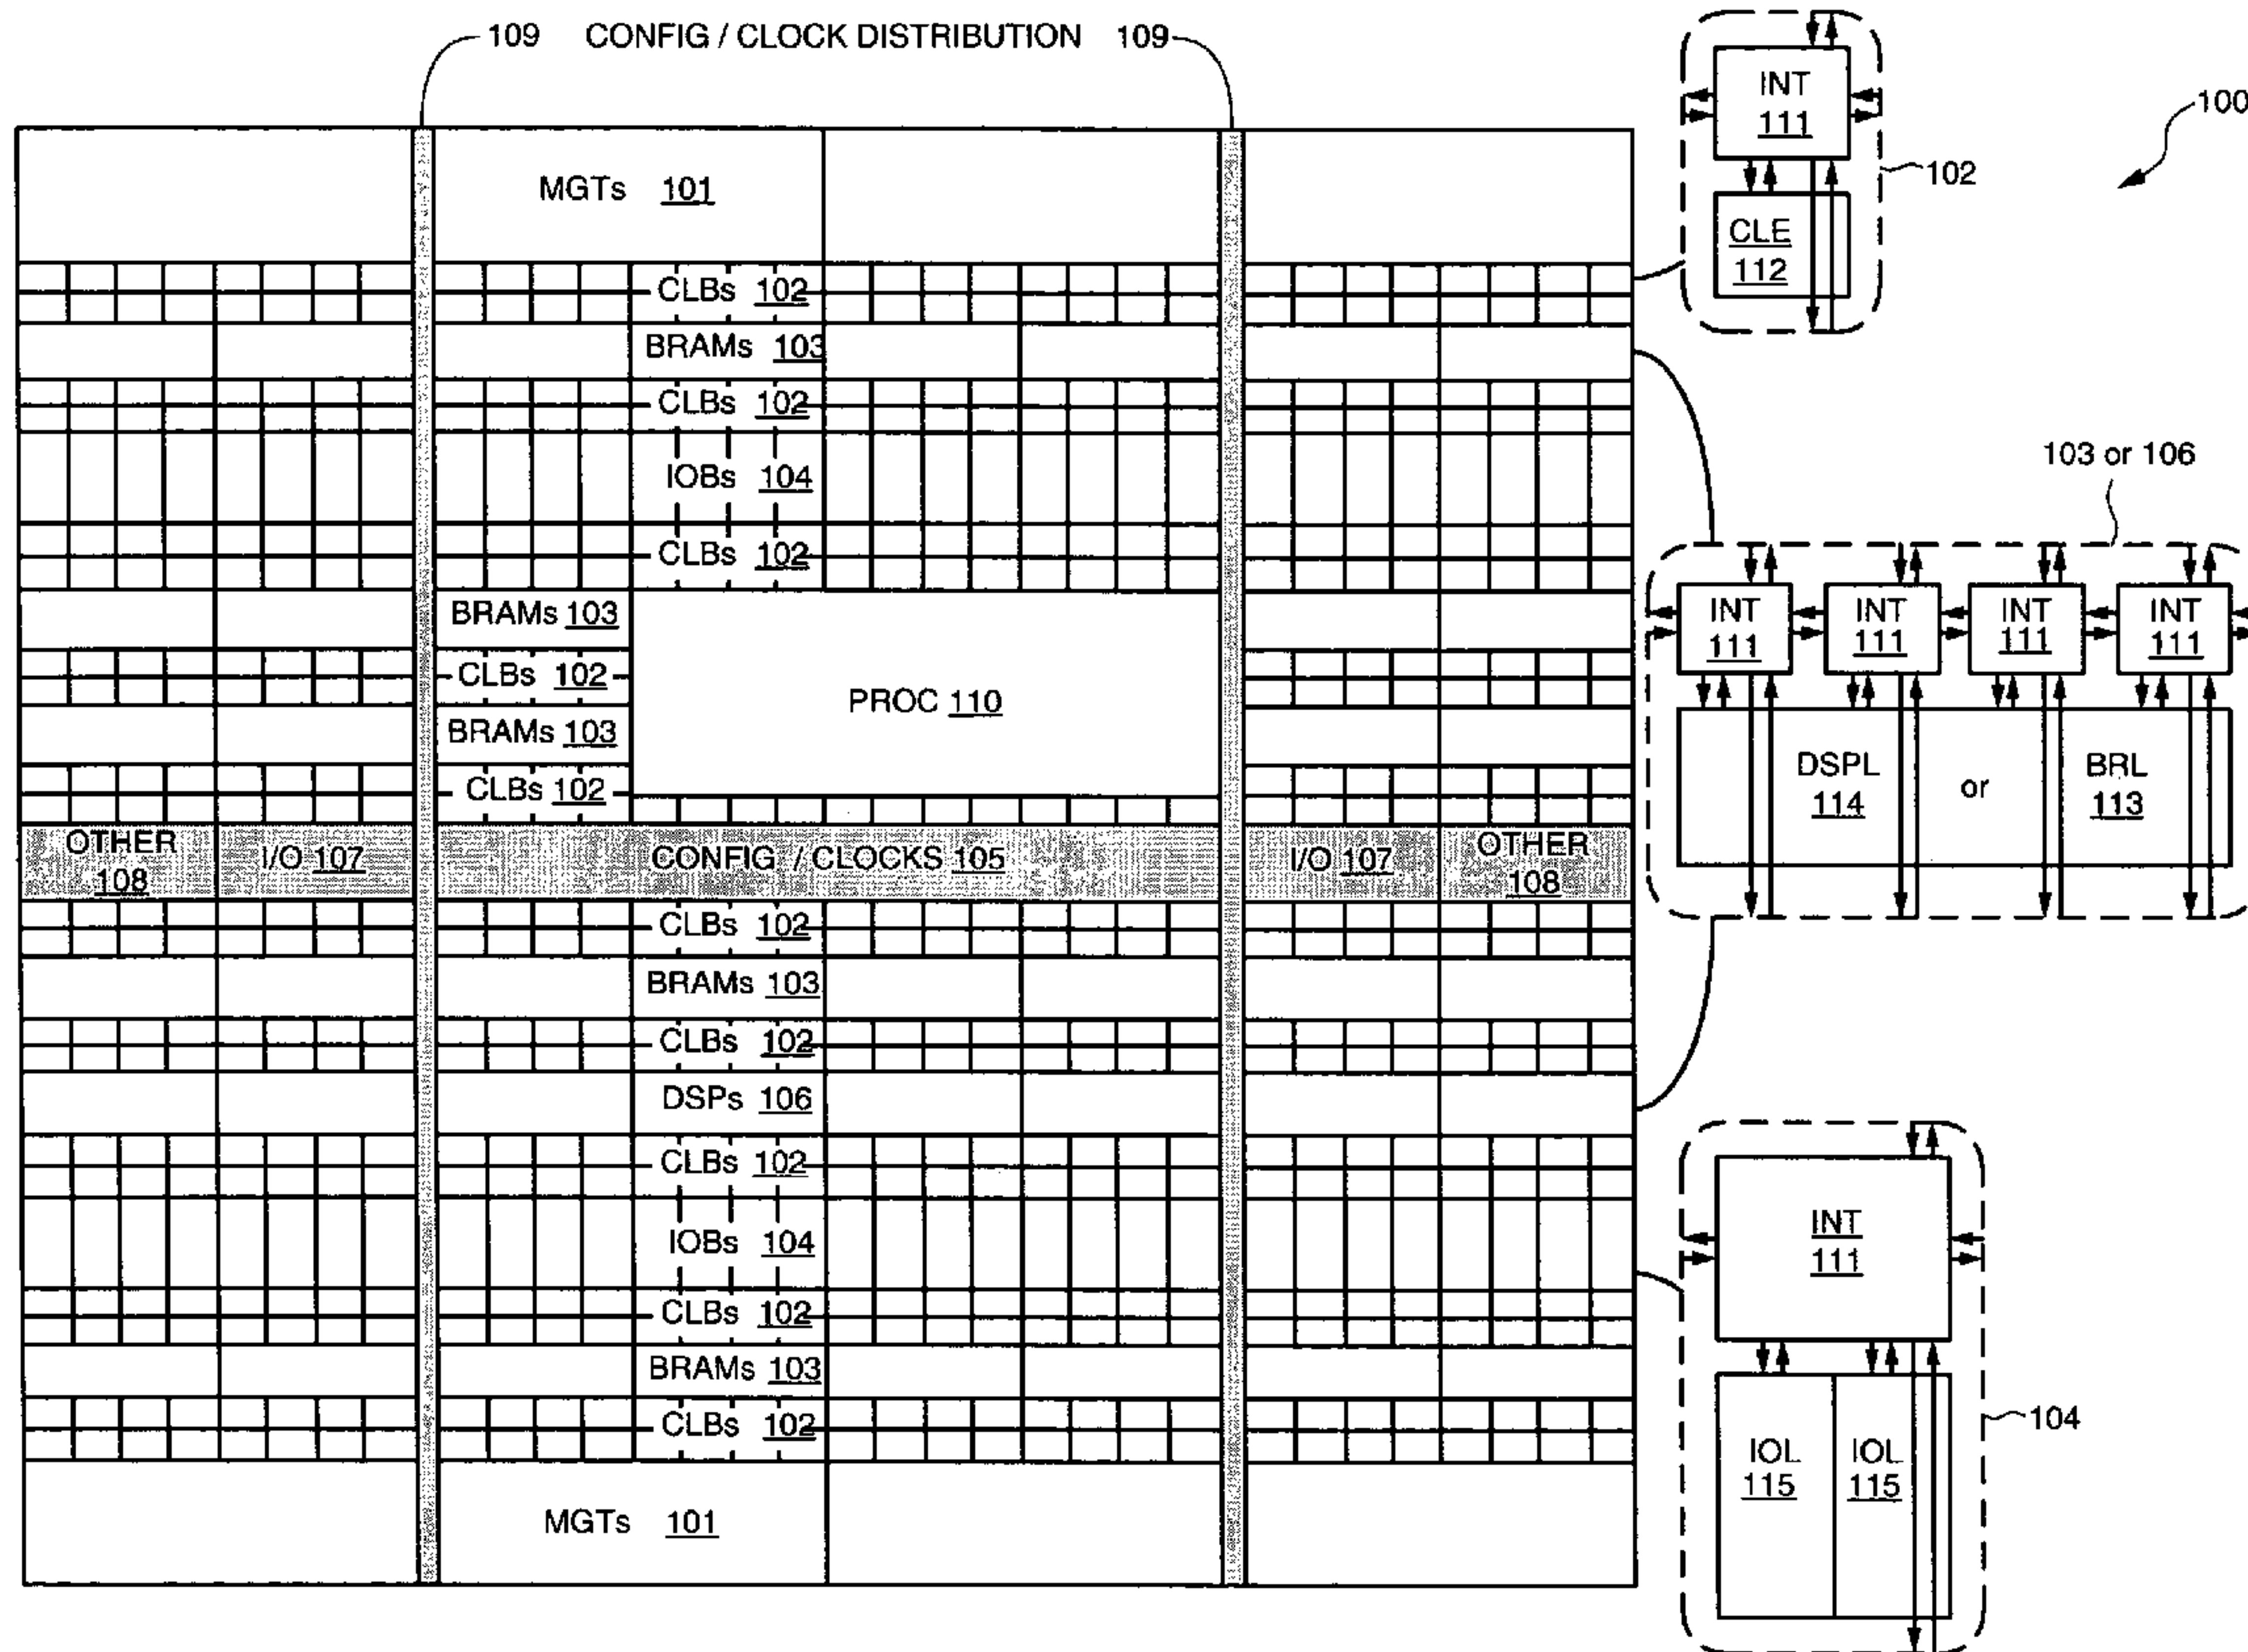 109 CONFIG / CLOCK DISTRIBUTION 109
100
MGTs 101
CLBs 102
BRAMs 103
CLBs 102
IOBs 104
CLBs 102
BRAMs 103
CLBs 102
BRAMs 103
CLBs 102
PROC 110
OTHER
108
I/O 107
CONFIG / CLOCKS 105
I/O 107
OTHER
108
CLBs 102
BRAMs 103
CLBs 102
DSPs 106
CLBs 102
IOBs 104
CLBs 102
BRAMs 103
CLBs 102
MGTs 101
INT
111
CLE
112
102
103 or 106
INT
111
INT
111
INT
111
INT
111
DSPL
114
or
BRL
113
INT
111
IOL
115
IOL
115
104